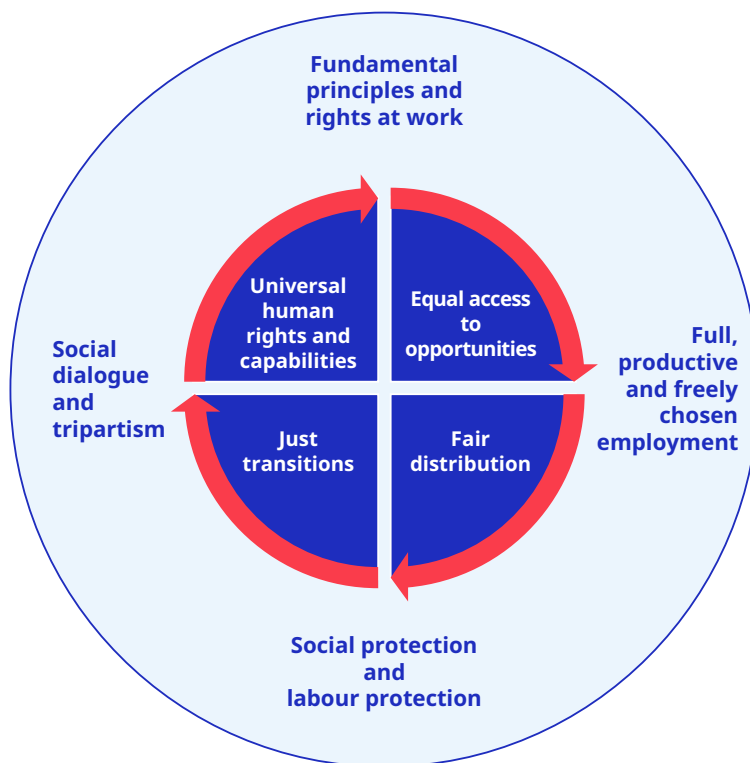 Fundamental
principles and
rights at work
Universal
human
rights and
capabilities
Equal access
to
opportunities
Social
dialogue
and
tripartism
Full,
productive
and freely
chosen
employment
Just
transitions
Fair
distribution
Social protection
and
labour protection